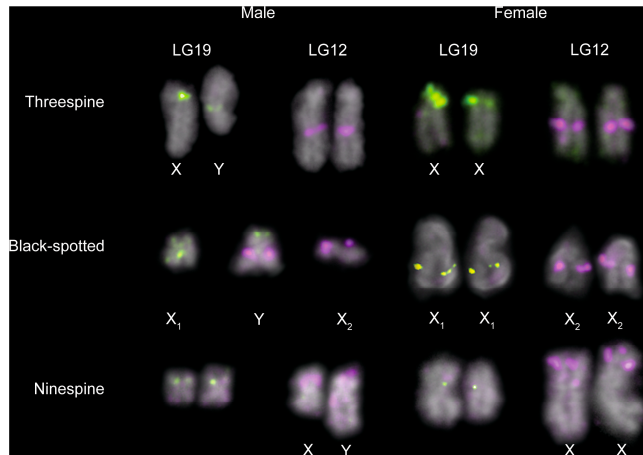 Male Female
LG19 LG12 LG19 LG12
Threespine
X Y X X
Black-spotted
X1 Y X2 X1 X1 X2 X2
Ninespine
X Y X X